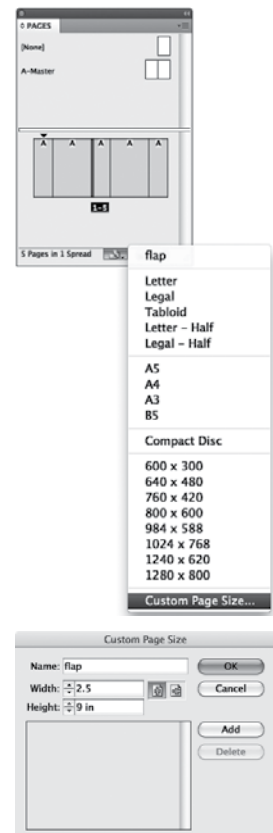 PAGES
[None]
A-Master
A A A A A
1-5
5 Pages in 1 Spread
flap
Letter
Legal
Tabloid
Letter – Half
Legal – Half
A5
A4
A3
B5
Compact Disc
600 x 300
640 x 480
760 x 420
800 x 600
984 x 588
1024 x 768
1240 x 620
1280 x 800
Custom Page Size...
Custom Page Size
Name: flap OK
Width: 2.5 Cancel
Height: 9 in
Add
Delete